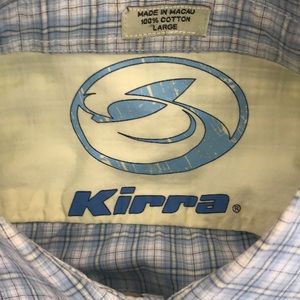 MADE IN MACAU
100% COTTON
LARGE
Kirra®